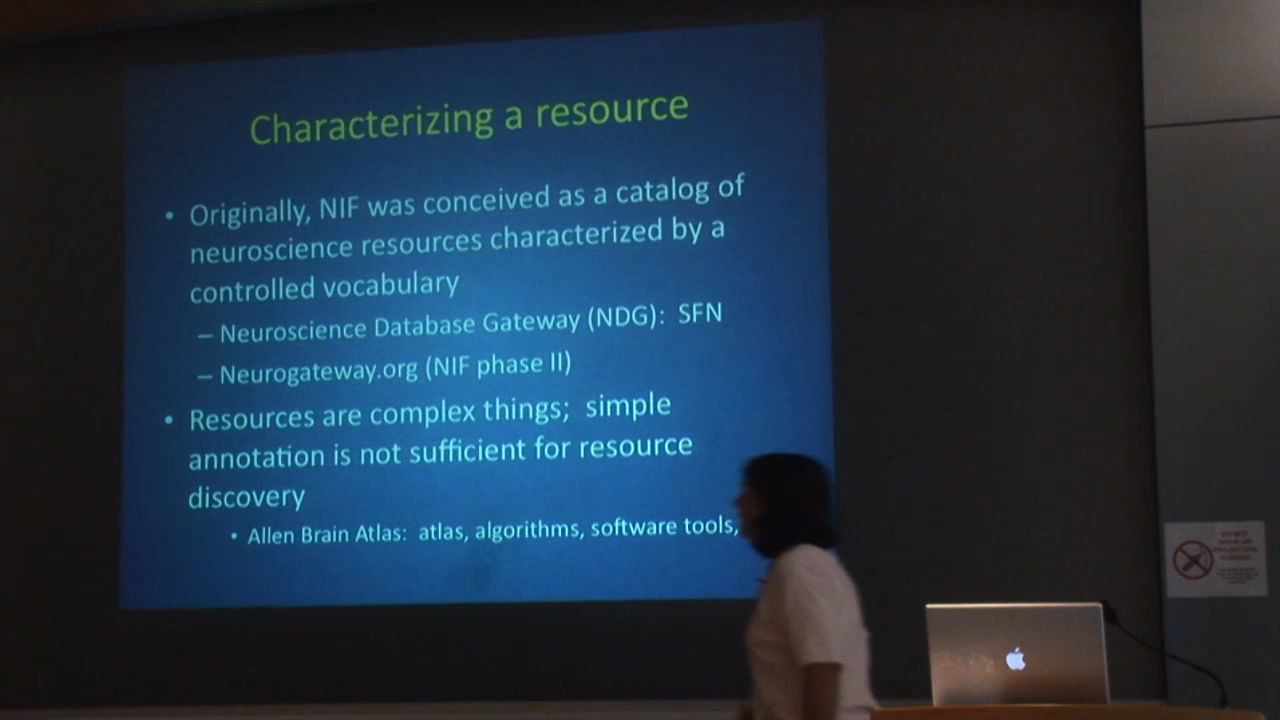 Characterizing a resource
• Originally, NIF was conceived as a catalog of
neuroscience resources characterized by a
controlled vocabulary
– Neuroscience Database Gateway (NDG): SFN
– Neurogateway.org (NIF phase II)
• Resources are complex things; simple
annotation is not sufficient for resource
discovery
• Allen Brain Atlas: atlas, algorithms, software tools,